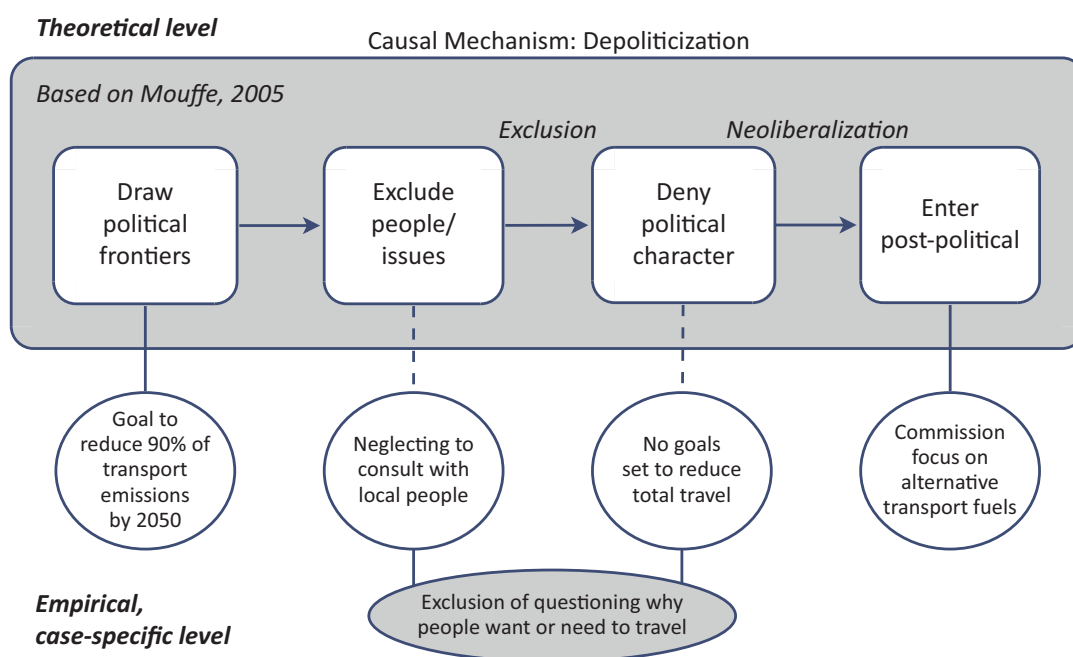 Theoretical level
Causal Mechanism: Depoliticization
Based on Mouffe, 2005
Exclusion
Neoliberalization
Draw
political
frontiers
Exclude
people/
issues
Deny
political
character
Enter
post-political
Goal to
reduce 90% of
transport
emissions
by 2050
Neglecting to
consult with
local people
No goals
set to reduce
total travel
Commission
focus on
alternative
transport fuels
Empirical,
case-specific level
Exclusion of questioning why
people want or need to travel